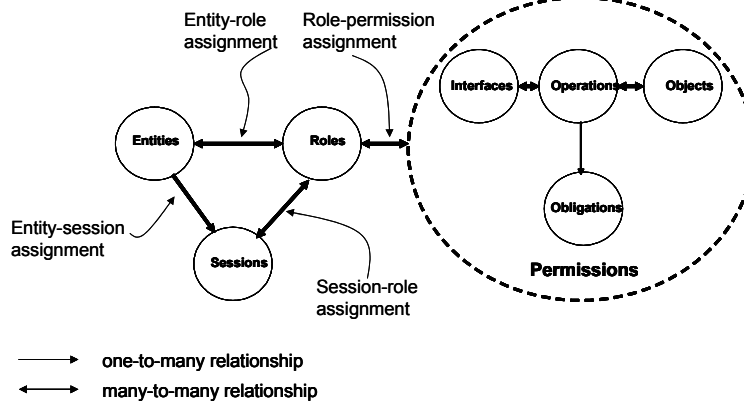 Entity-role
assignment
Role-permission
assignment
Interfaces
Operations
Objects
Entities
Roles
Entity-session
assignment
Obligations
Sessions
Permissions
Session-role
assignment
one-to-many relationship
many-to-many relationship